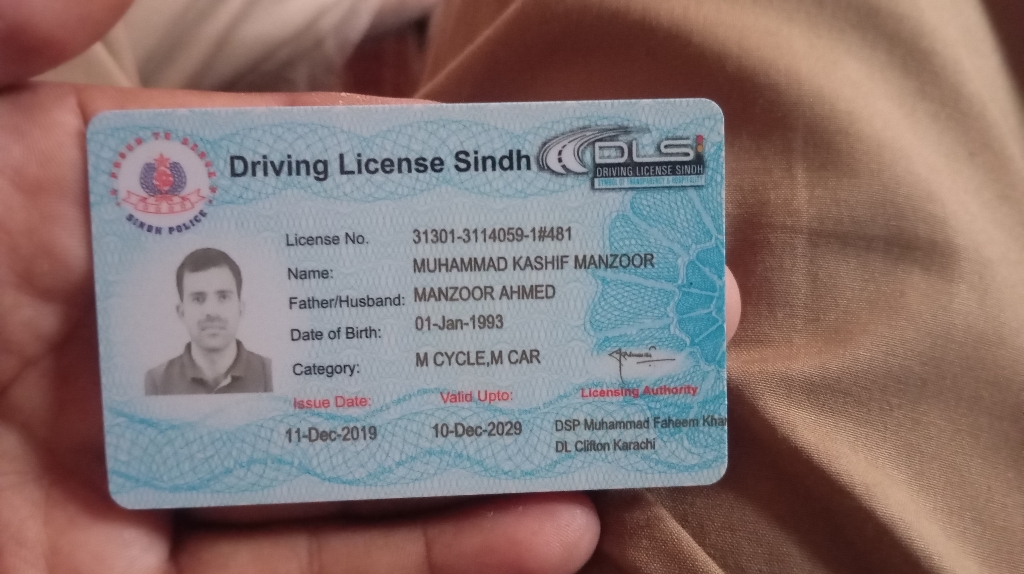 Driving License Sindh
DLS
DRIVING LICENSE SINDH
SINDH POLICE
License No. 31301-3114059-1#481
Name: MUHAMMAD KASHIF MANZOOR
Father/Husband: MANZOOR AHMED
Date of Birth: 01-Jan-1993
Category: M CYCLE,M CAR
Issue Date: Valid Upto: Licensing Authority
11-Dec-2019 10-Dec-2029 DSP Muhammad Faheem Khan
DL Clifton Karachi